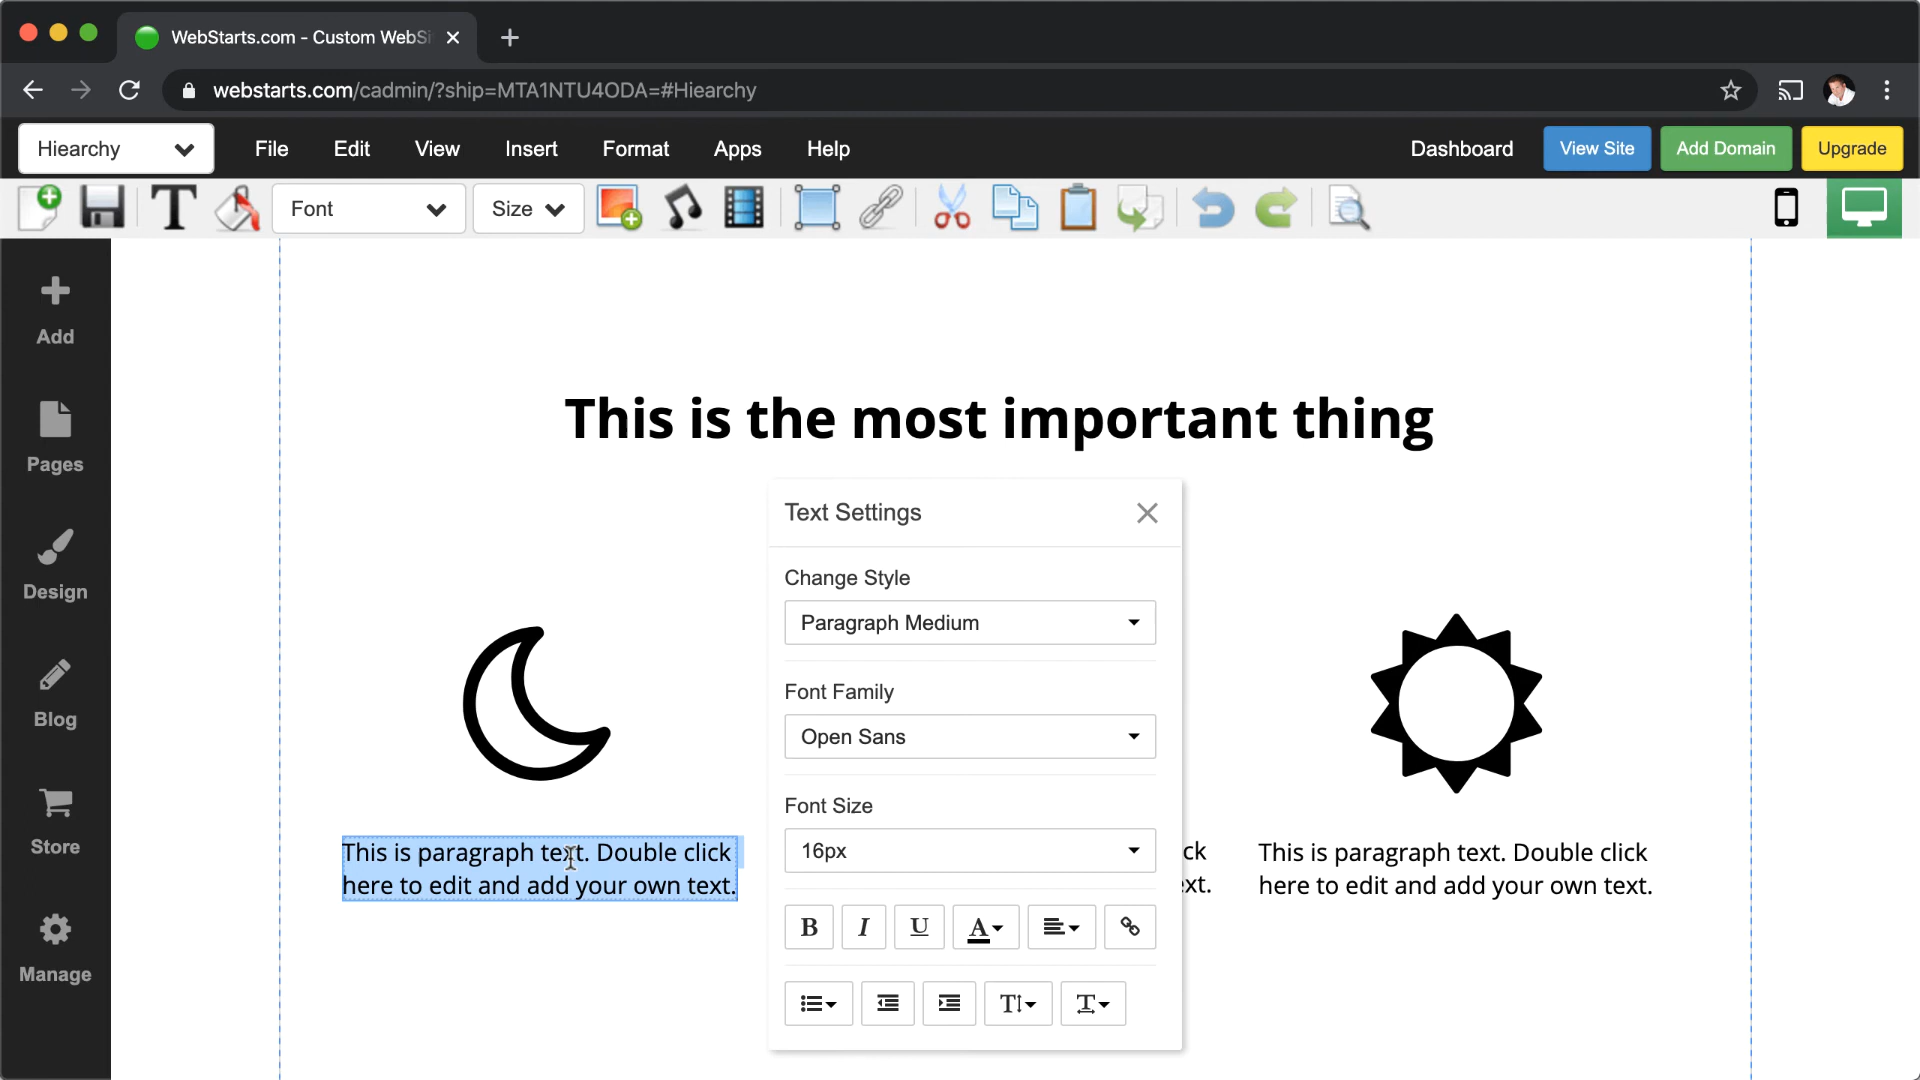 WebStarts.com - Custom WebSi
webstarts.com/cadmin/?ship=MTA1NTU4ODA=#Hiearchy
Hiearchy File Edit View Insert Format Apps Help Dashboard View Site Add Domain Upgrade
T Font Size
Add
Pages
Design
Blog
Store
Manage
This is the most important thing
Text Settings
Change Style
Paragraph Medium
Font Family
Open Sans
Font Size
16px
B I U A
T T
This is paragraph text. Double click
here to edit and add your own text.
ck
xt.
This is paragraph text. Double click
here to edit and add your own text.